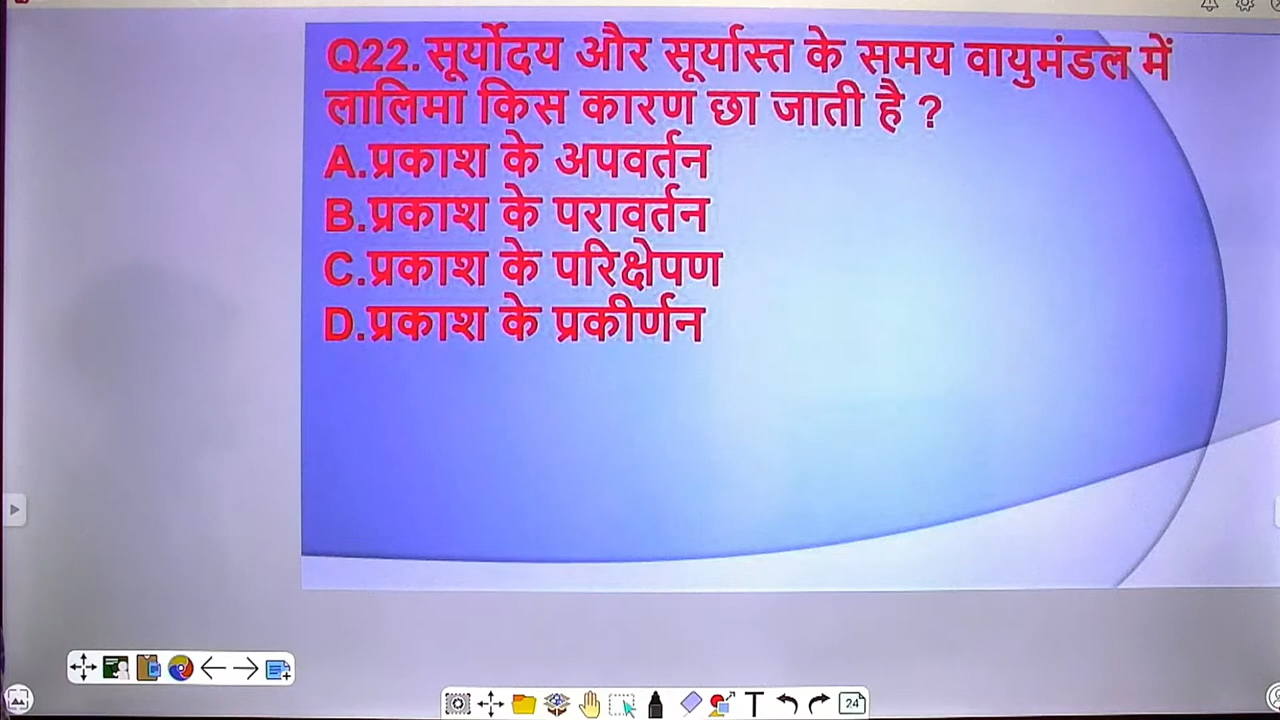 Q22.सूर्योदय और सूर्यास्त के समय वायुमंडल में
लालिमा किस कारण छा जाती है ?
A.प्रकाश के अपवर्तन
B.प्रकाश के परावर्तन
C.प्रकाश के परिक्षेपण
D.प्रकाश के प्रकीर्णन
T
24